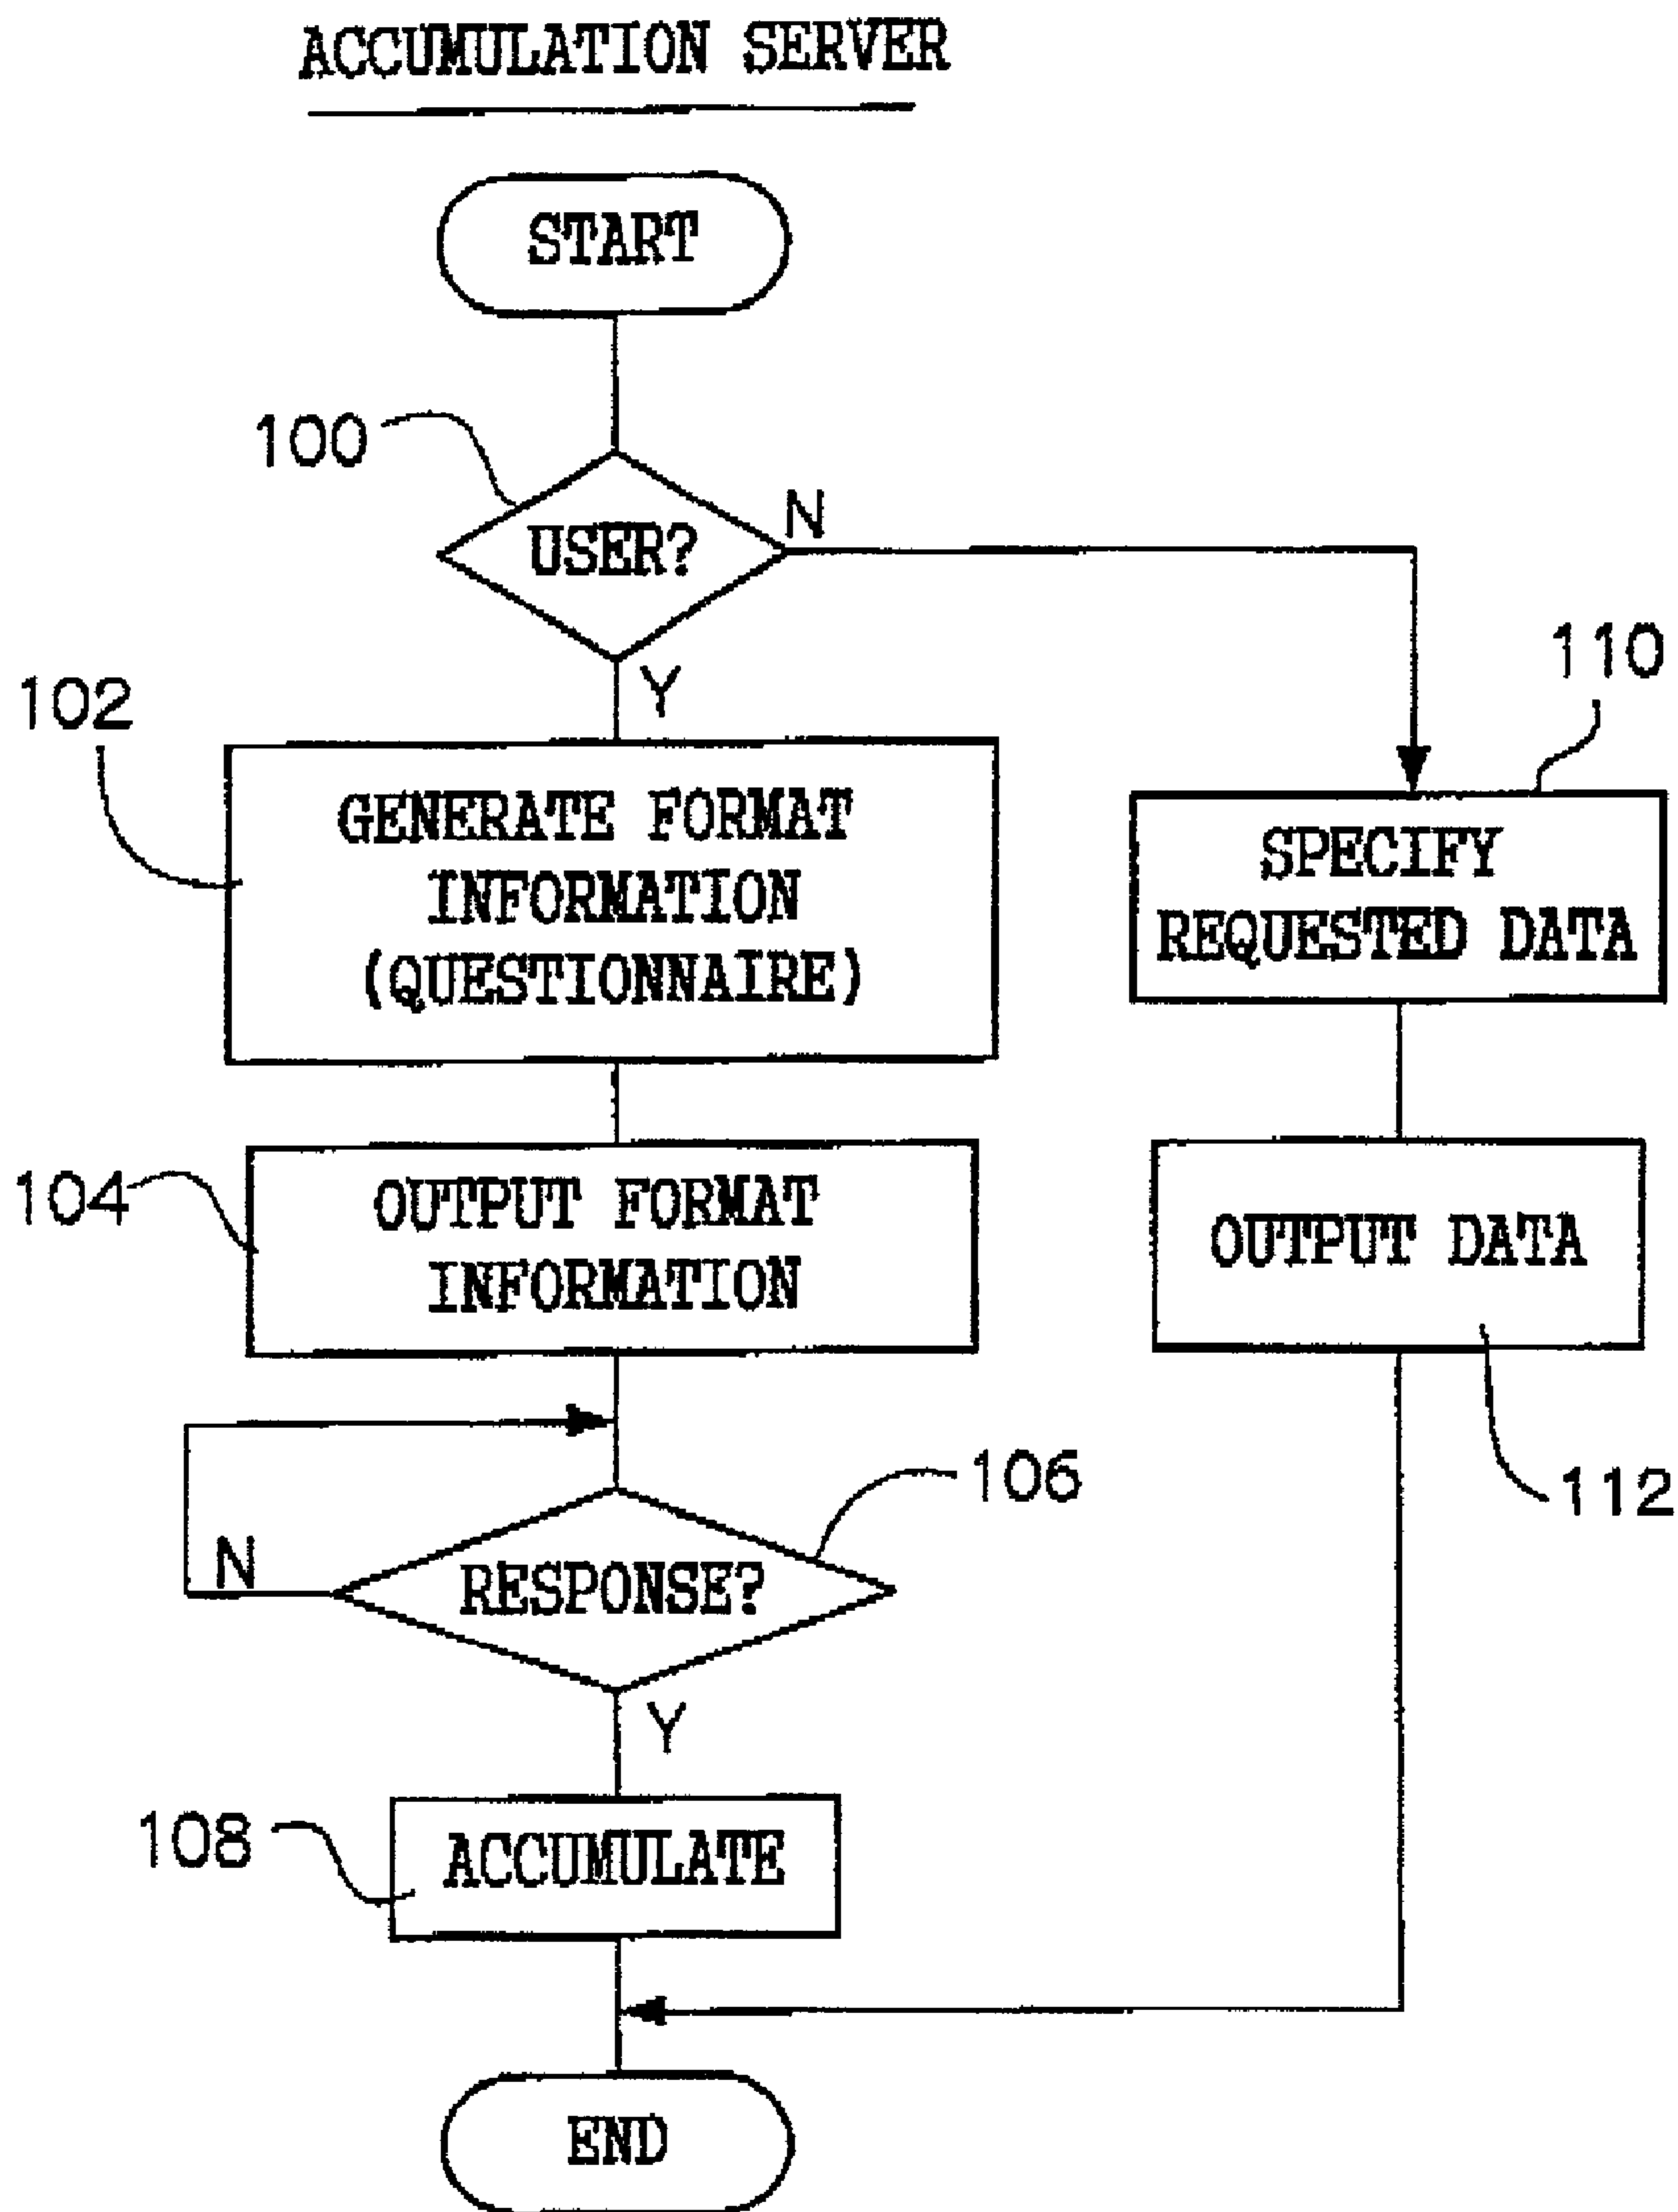 ACCUMULATION SERVER
START
100
USER?
N
Y
102
GENERATE FORMAT
INFORMATION
(QUESTIONNAIRE)
110
SPECIFY
REQUESTED DATA
104
OUTPUT FORMAT
INFORMATION
OUTPUT DATA
112
106
RESPONSE?
N
Y
108
ACCUMULATE
END